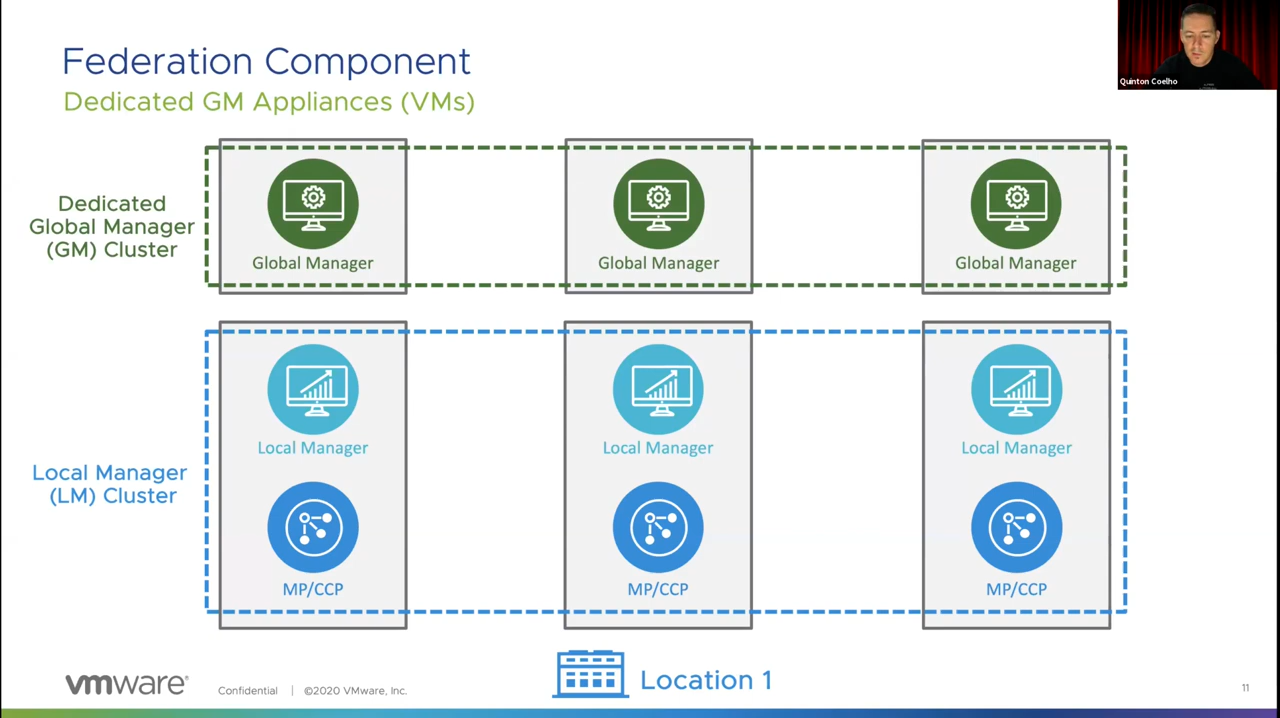 Federation Component
Dedicated GM Appliances (VMs)
Quinton Coelho
Dedicated
Global Manager
(GM) Cluster
Global Manager
Global Manager
Global Manager
Local Manager
(LM) Cluster
Local Manager
Local Manager
Local Manager
MP/CCP
MP/CCP
MP/CCP
Location 1
vmware®
Confidential | ©2020 VMware, Inc.
11